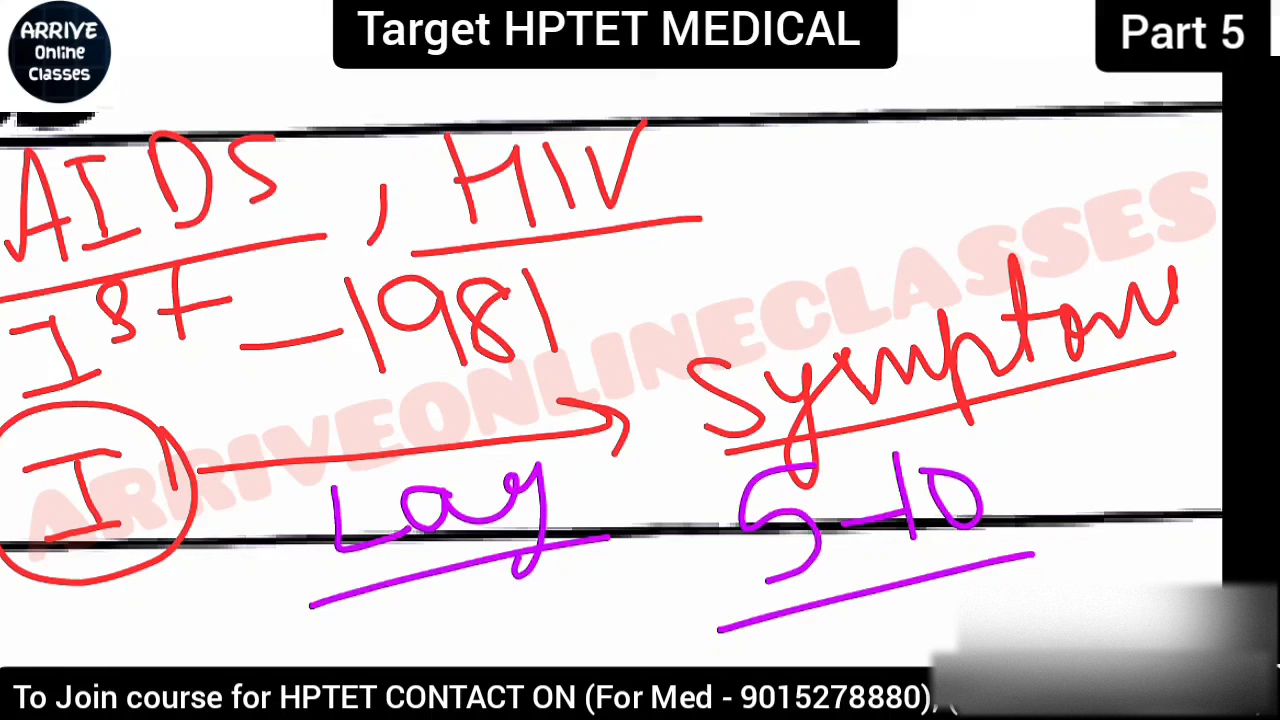 ARRIVE
Online
Classes
Target HPTET MEDICAL
Part 5
AIDS, HIV
Ist - 1981
I → Symptom
Lag 5-10
ARRIVEONLINECLASSES
To Join course for HPTET CONTACT ON (For Med - 9015278880), (